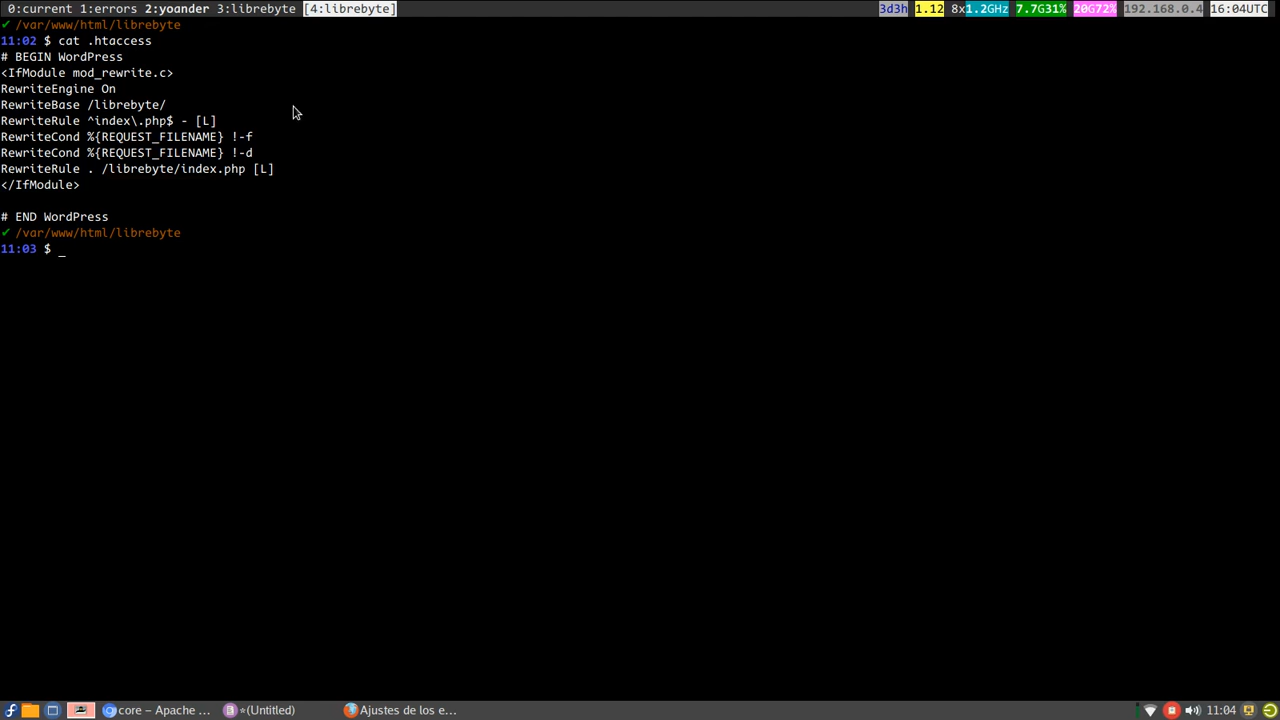 0:current 1:errors 2:yoander 3:librebyte [4:librebyte] 3d3h 1.12 8x1.2GHz 7.7G31% 20G72% 192.168.0.4 16:04UTC
✔ /var/www/html/librebyte
11:02 $ cat .htaccess
# BEGIN WordPress
<IfModule mod_rewrite.c>
RewriteEngine On
RewriteBase /librebyte/
RewriteRule ^index\.php$ - [L]
RewriteCond %{REQUEST_FILENAME} !-f
RewriteCond %{REQUEST_FILENAME} !-d
RewriteRule . /librebyte/index.php [L]
</IfModule>
# END WordPress
✔ /var/www/html/librebyte
11:03 $ _
core – Apache ... *(Untitled) Ajustes de los e... 11:04